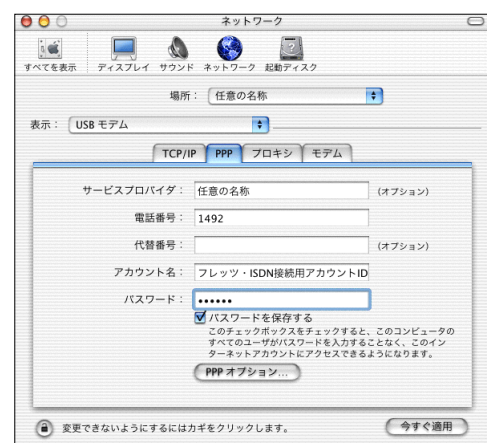 ネットワーク
すべてを表示 ディスプレイ サウンド ネットワーク 起動ディスク
場所： 任意の名称
表示： USB モデム
TCP/IP PPP プロキシ モデム
サービスプロバイダ： 任意の名称 (オプション)
電話番号： 1492
代替番号： (オプション)
アカウント名： フレッツ・ISDN接続用アカウントID
パスワード： ••••••
パスワードを保存する
このチェックボックスをチェックすると、このコンピュータの
すべてのユーザがパスワードを入力することなく、このイン
ターネットアカウントにアクセスできるようになります。
PPP オプション...
変更できないようにするにはカギをクリックします。 今すぐ適用